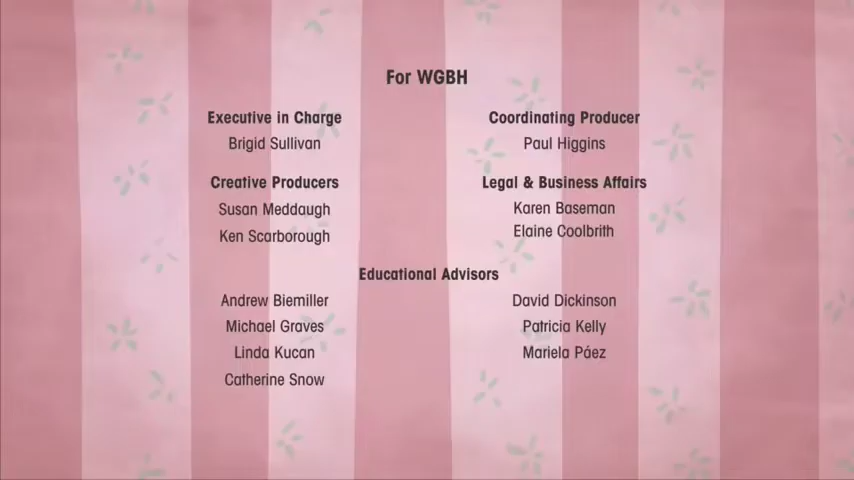 For WGBH
Executive in Charge
Brigid Sullivan
Coordinating Producer
Paul Higgins
Creative Producers
Susan Meddaugh
Ken Scarborough
Legal & Business Affairs
Karen Baseman
Elaine Coolbrith
Educational Advisors
Andrew Biemiller
Michael Graves
Linda Kucan
Catherine Snow
David Dickinson
Patricia Kelly
Mariela Páez